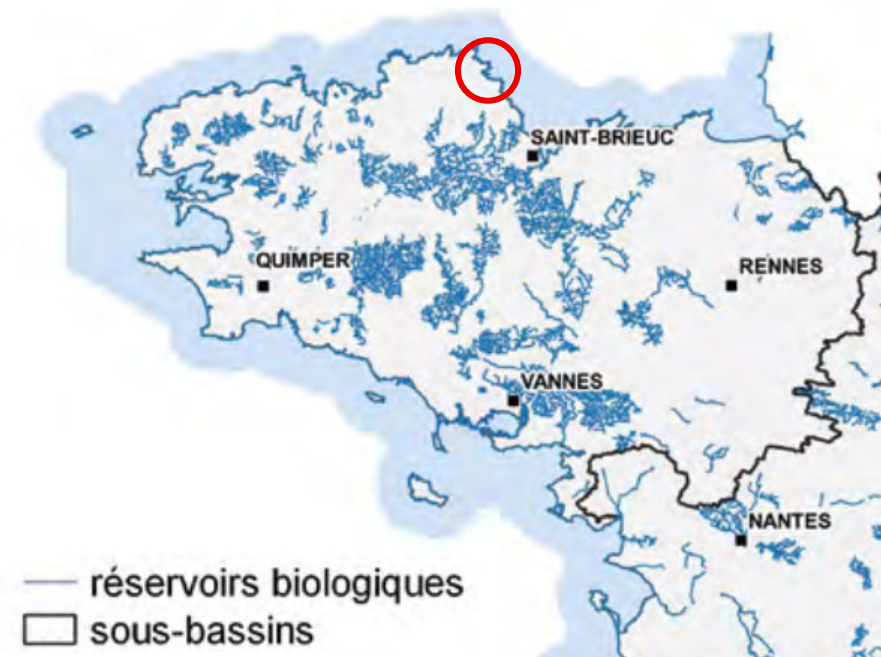 SAINT-BRIEUC
QUIMPER
RENNES
VANNES
NANTES
réservoirs biologiques
sous-bassins